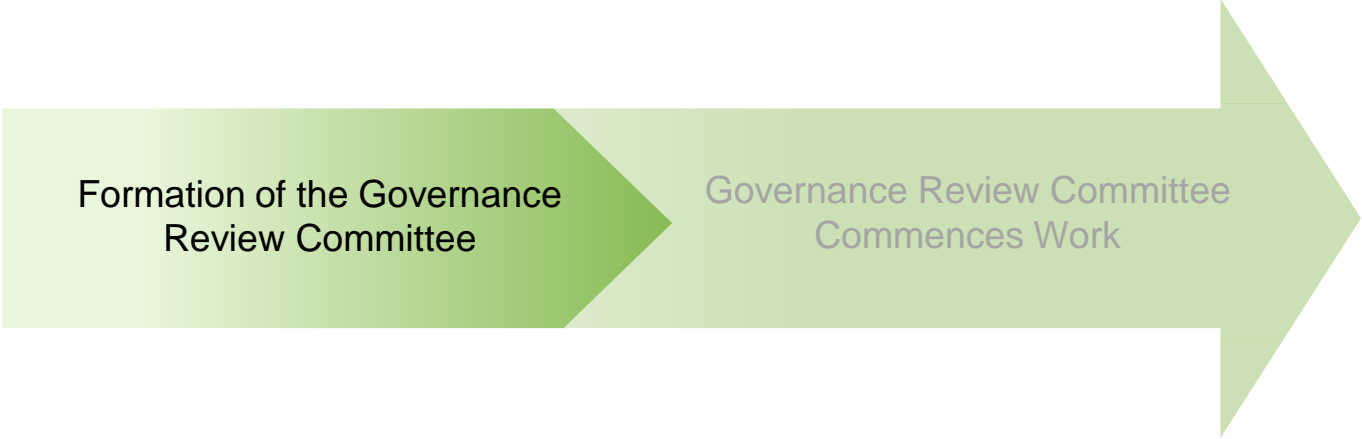 Formation of the Governance
Review Committee
Governance Review Committee
Commences Work